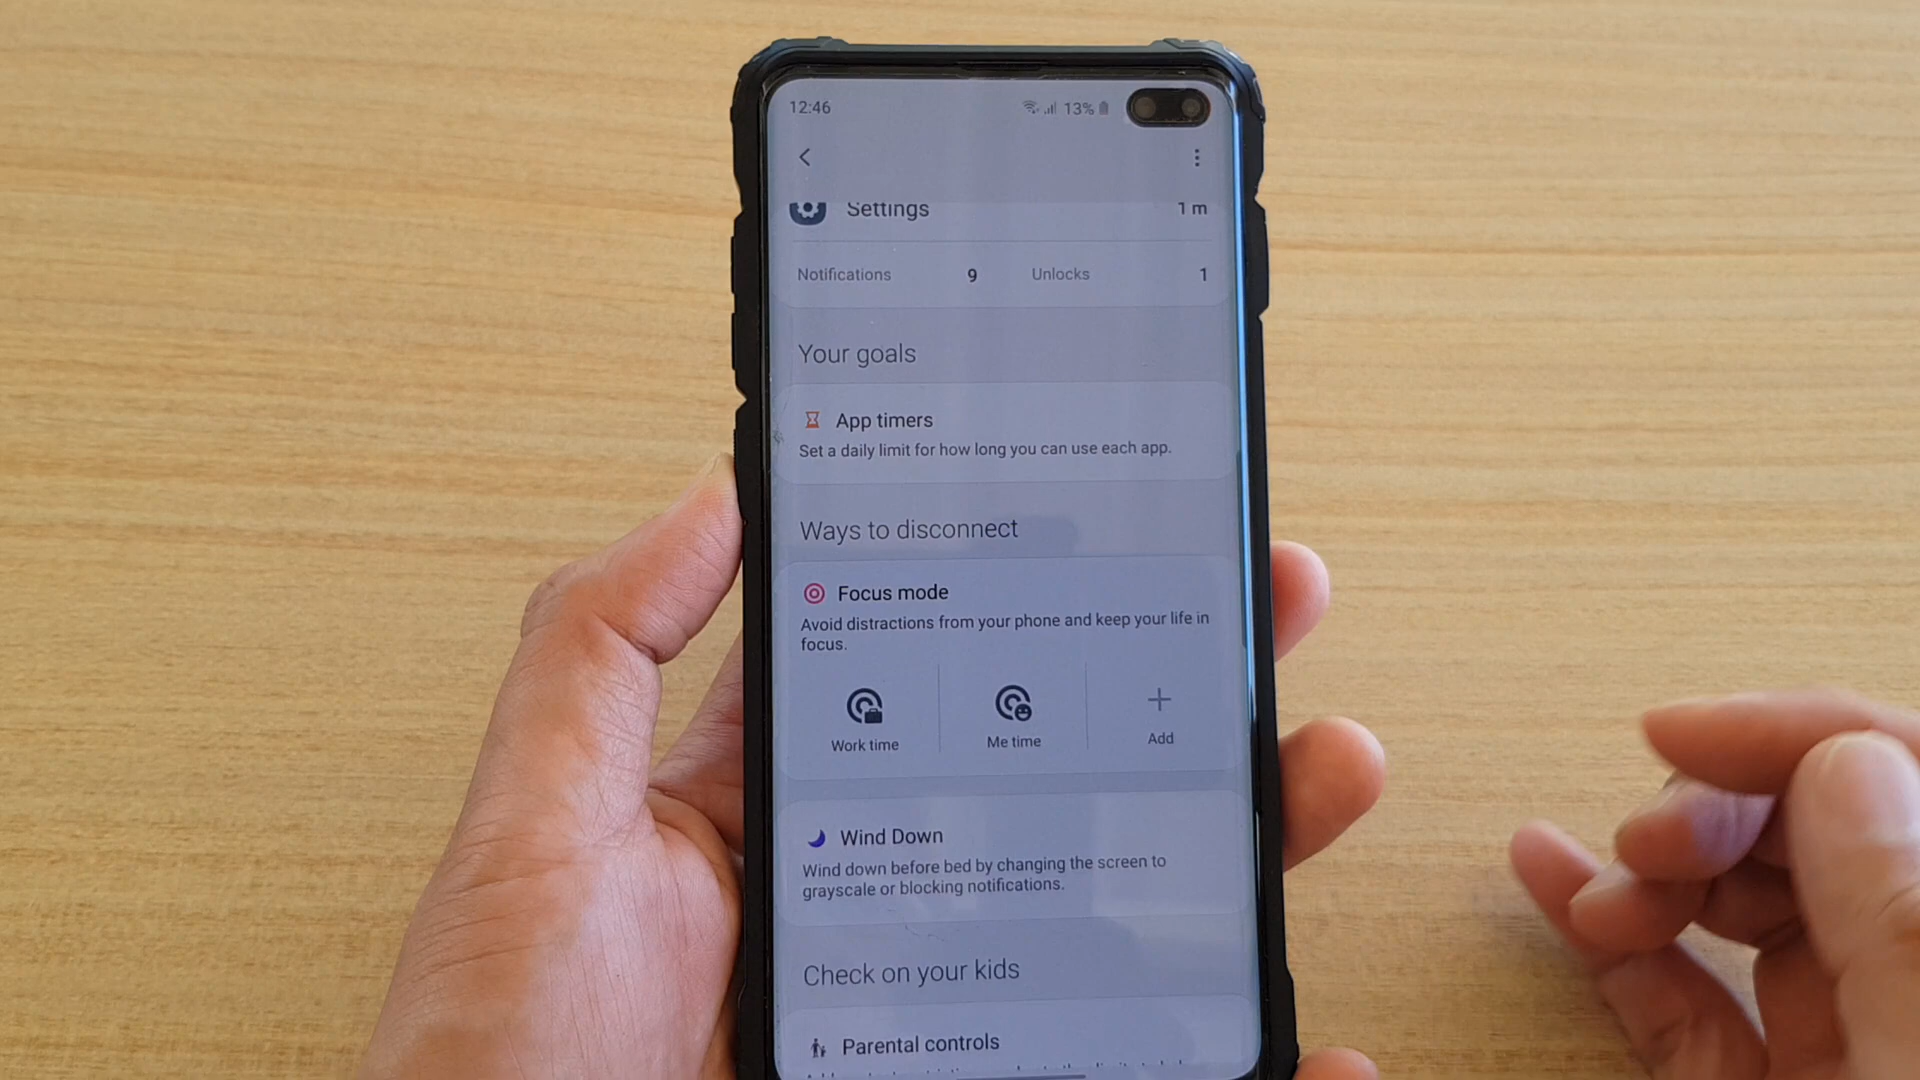 12:46 13%
Settings 1 m
Notifications 9 Unlocks 1
Your goals
App timers
Set a daily limit for how long you can use each app.
Ways to disconnect
Focus mode
Avoid distractions from your phone and keep your life in
focus.
Work time Me time Add
Wind Down
Wind down before bed by changing the screen to
grayscale or blocking notifications.
Check on your kids
Parental controls